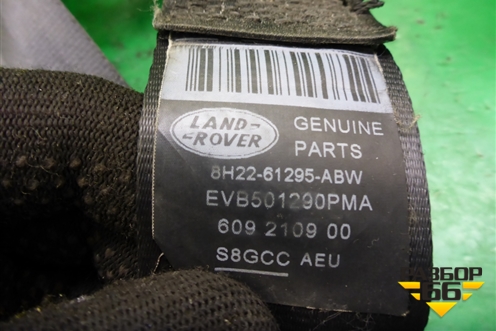 LAND-
-ROVER
GENUINE
PARTS
8H22-61295-ABW
EVB501290PMA
609 2109 00
S8GCC AEU
РАЗБОР
66